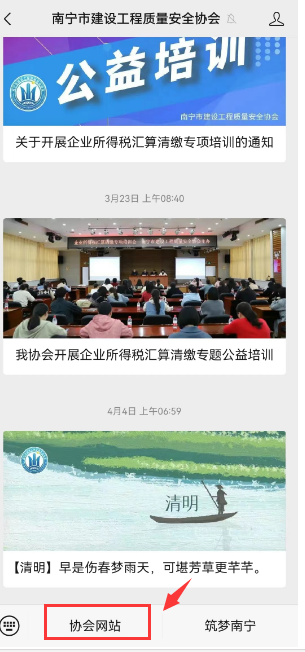 南宁市建设工程质量安全协会
公益培训
南宁市建设工程质量安全协会
关于开展企业所得税汇算清缴专项培训的通知
3月23日 上午08:40
我协会开展企业所得税汇算清缴专题公益培训
4月4日 上午06:59
清明
【清明】早是伤春梦雨天，可堪芳草更芊芊。
协会网站
筑梦南宁